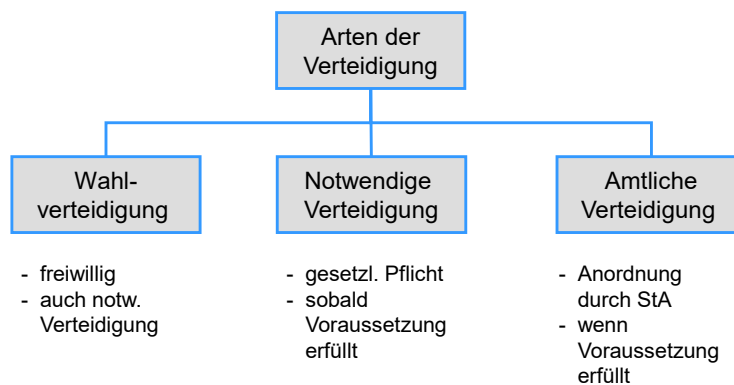 Arten der
Verteidigung
Wahl-
verteidigung
Notwendige
Verteidigung
Amtliche
Verteidigung
- freiwillig
- auch notw.
Verteidigung
- gesetzl. Pflicht
- sobald
Voraussetzung
erfüllt
- Anordnung
durch StA
- wenn
Voraussetzung
erfüllt